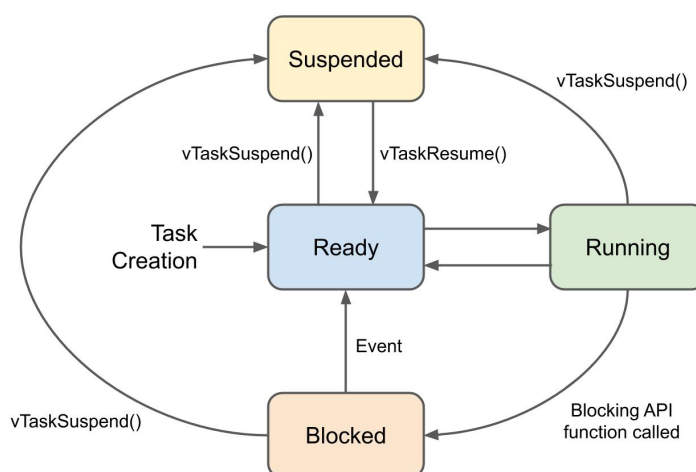 Suspended
vTaskSuspend()
vTaskSuspend()
vTaskResume()
Task
Creation
Ready
Running
Event
vTaskSuspend()
Blocked
Blocking API
function called